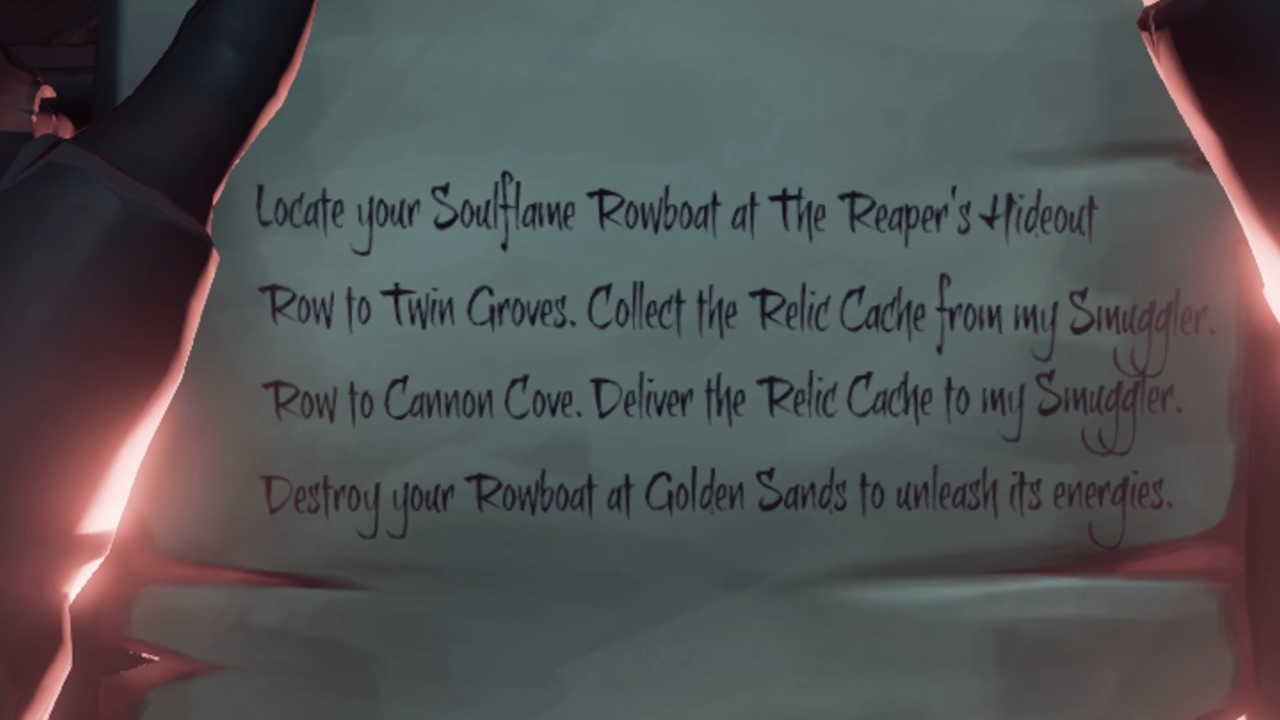 Locate your Soulflame Rowboat at The Reaper's Hideout
Row to Twin Groves. Collect the Relic Cache from my Smuggler.
Row to Cannon Cove. Deliver the Relic Cache to my Smuggler.
Destroy your Rowboat at Golden Sands to unleash its energies.